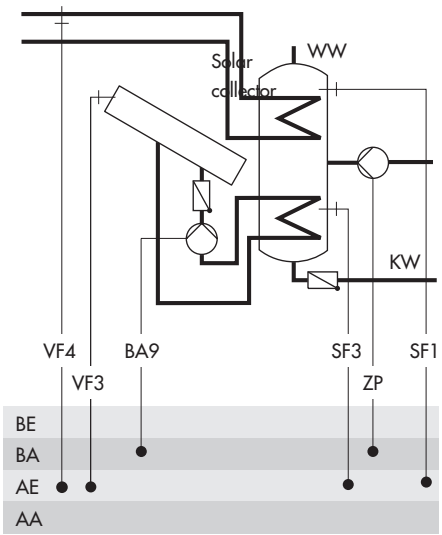 WW
Solar
collector
KW
VF4
BA9
SF3
SF1
VF3
ZP
BE
BA
AE
AA